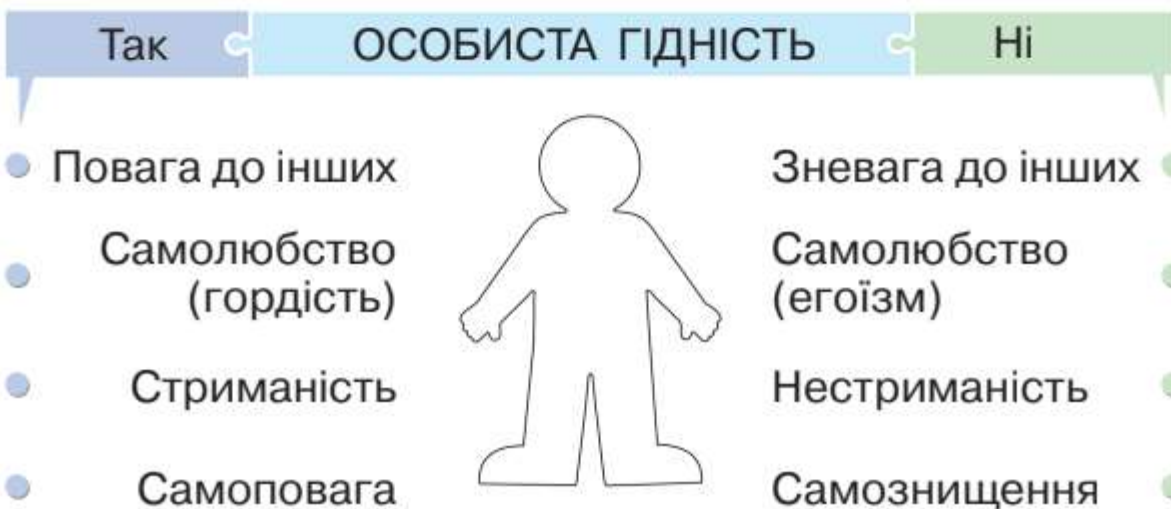 Так ОСОБИСТА ГІДНІСТЬ Ні
Повага до інших
Самолюбство
(гордість)
Стриманість
Самоповага
Зневага до інших
Самолюбство
(егоїзм)
Нестриманість
Самознищення